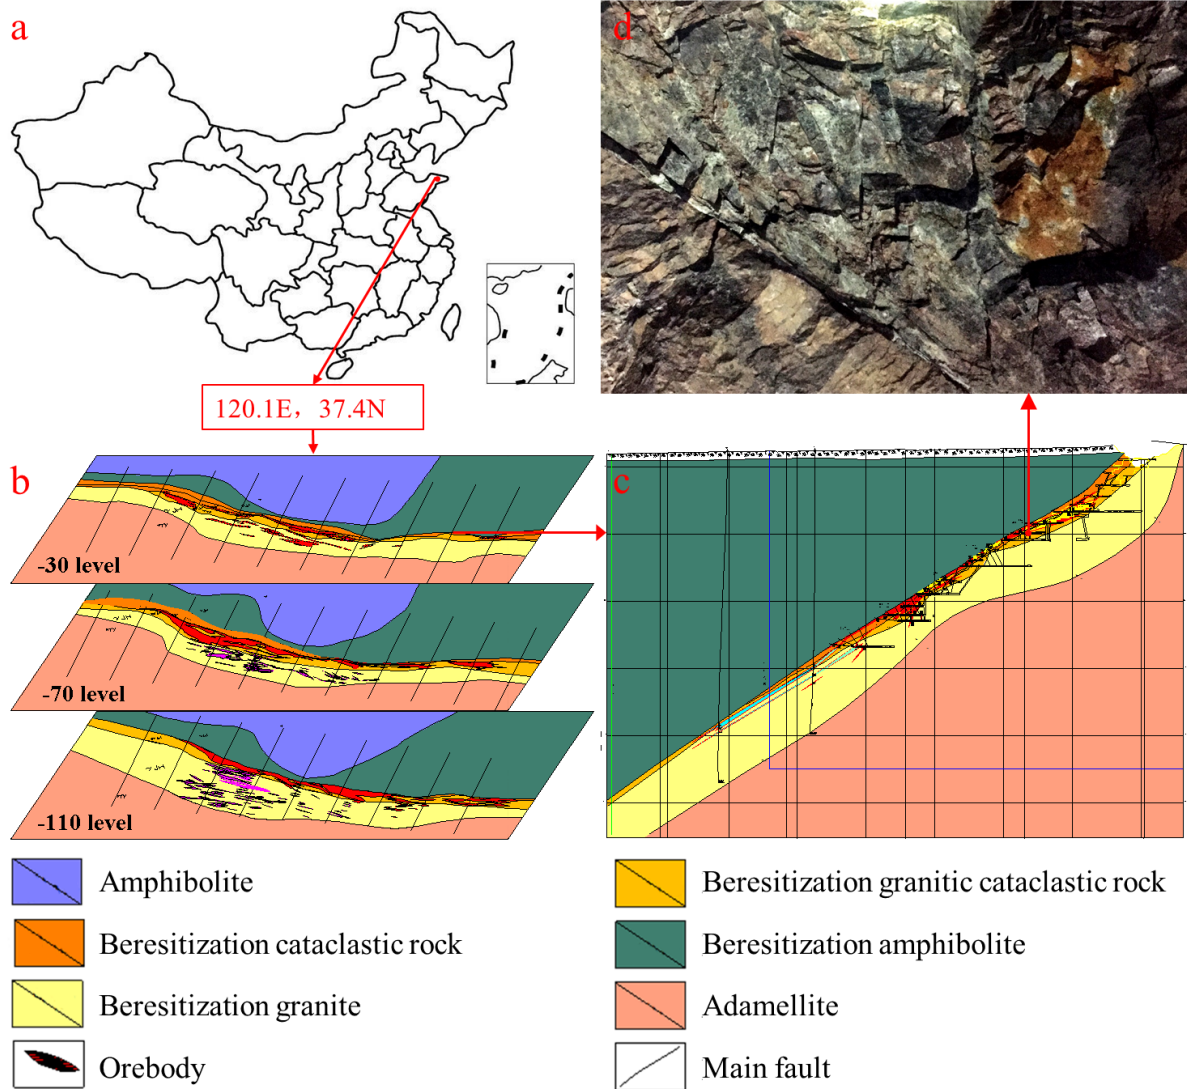 a
d
120.1E，37.4N
b
c
-30 level
-70 level
-110 level
Amphibolite
Beresitization granitic cataclastic rock
Beresitization cataclastic rock
Beresitization amphibolite
Beresitization granite
Adamellite
Orebody
Main fault